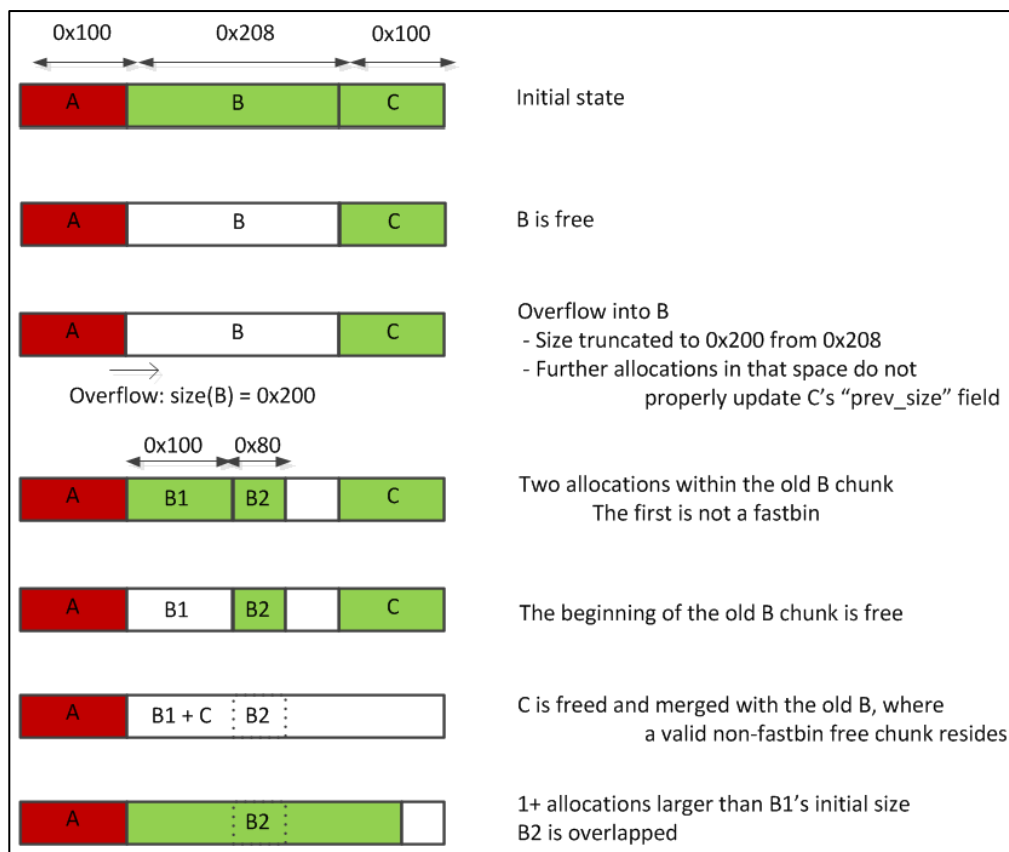 0x100 0x208 0x100
A B C Initial state
A B C B is free
Overflow into B
A B C - Size truncated to 0x200 from 0x208
- Further allocations in that space do not
Overflow: size(B) = 0x200 properly update C's “prev_size” field
0x100 0x80
A B1 B2 C Two allocations within the old B chunk
The first is not a fastbin
A B1 B2 C The beginning of the old B chunk is free
A B1 + C B2 C is freed and merged with the old B, where
a valid non-fastbin free chunk resides
1+ allocations larger than B1's initial size
A B2 B2 is overlapped